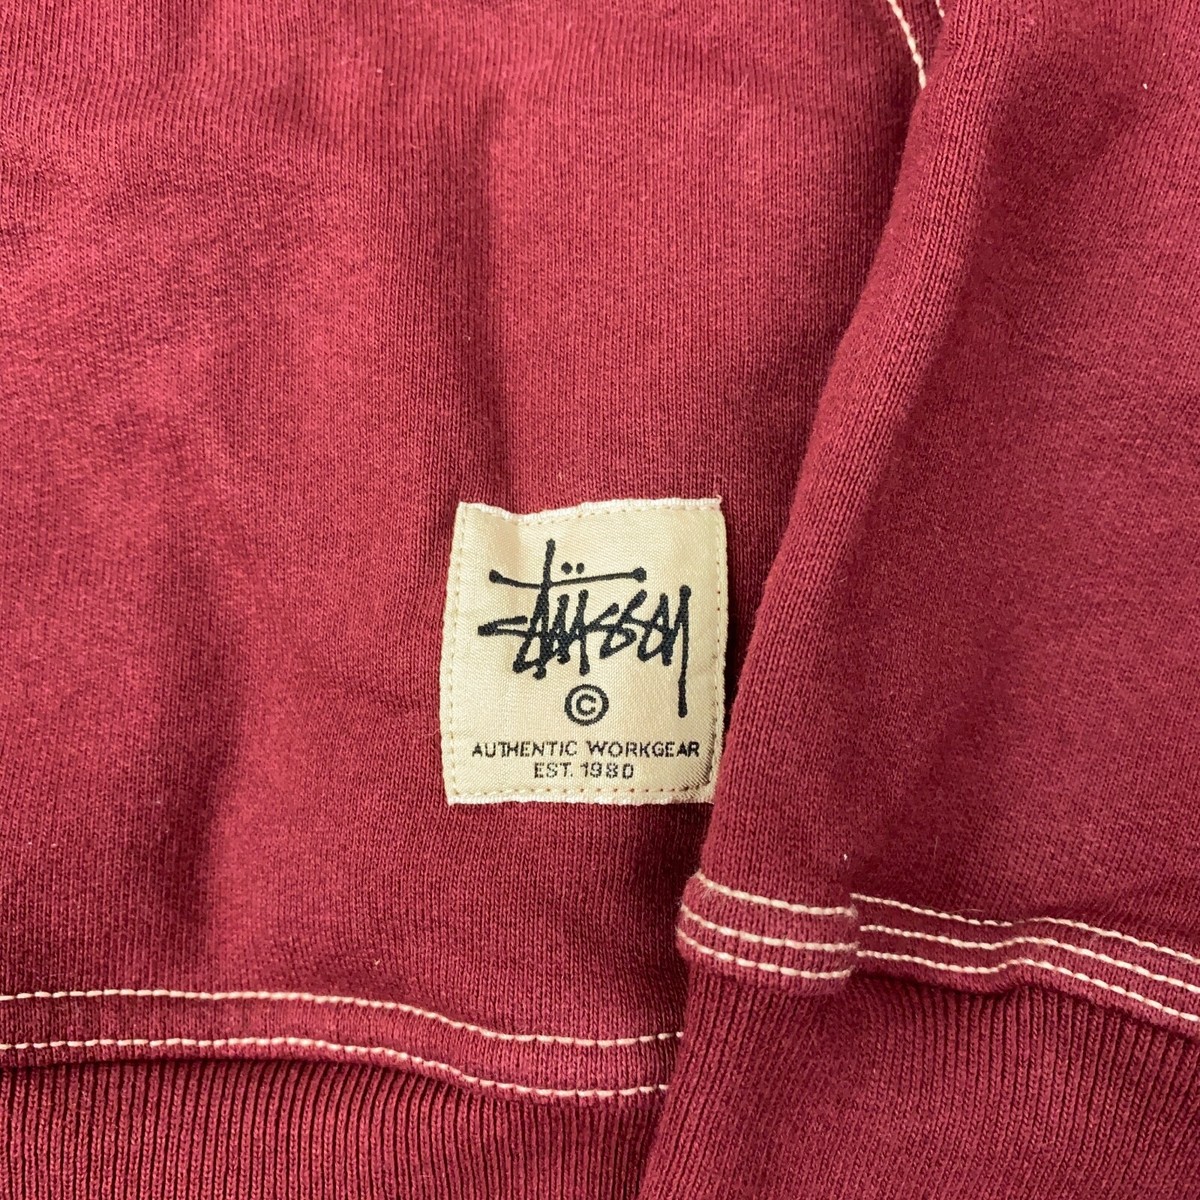 Stüssy
©
AUTHENTIC WORKGEAR
EST. 1980